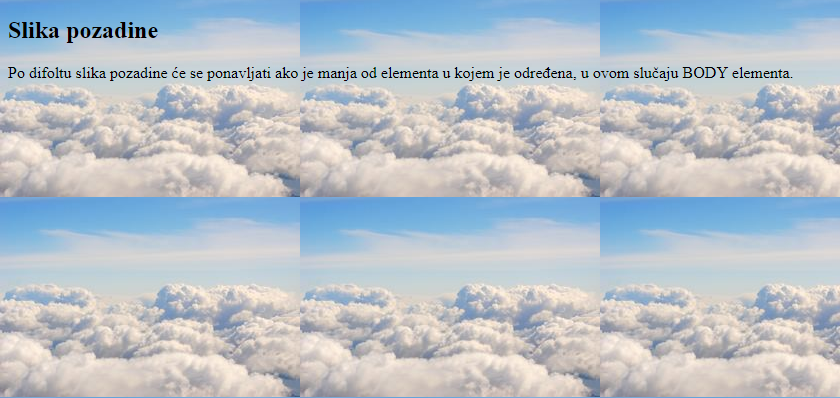 Slika pozadine
Po difoltu slika pozadine će se ponavljati ako je manja od elementa u kojem je određena, u ovom slučaju BODY elementa.